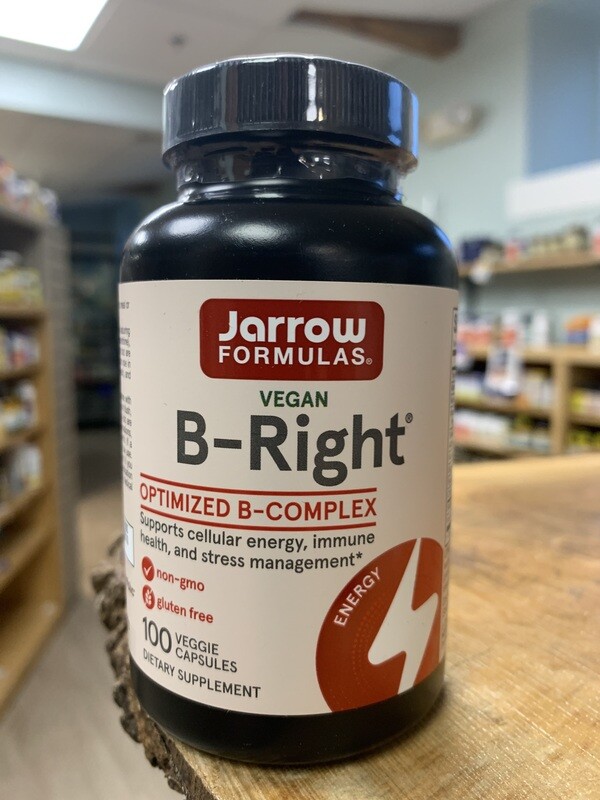 Jarrow
FORMULAS®
VEGAN
B-Right®
OPTIMIZED B-COMPLEX
Supports cellular energy, immune
health, and stress management*
non-gmo
gluten free
ENERGY
100 VEGGIE
CAPSULES
DIETARY SUPPLEMENT